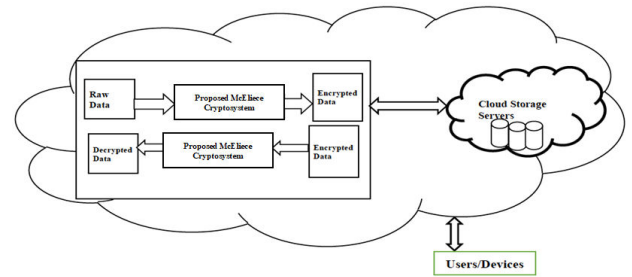 Raw
Data
Proposed McEliece
Cryptosystem
Encrypted
Data
Cloud Storage
Servers
Decrypted
Data
Proposed McEliece
Cryptosystem
Encrypted
Data
Users/Devices